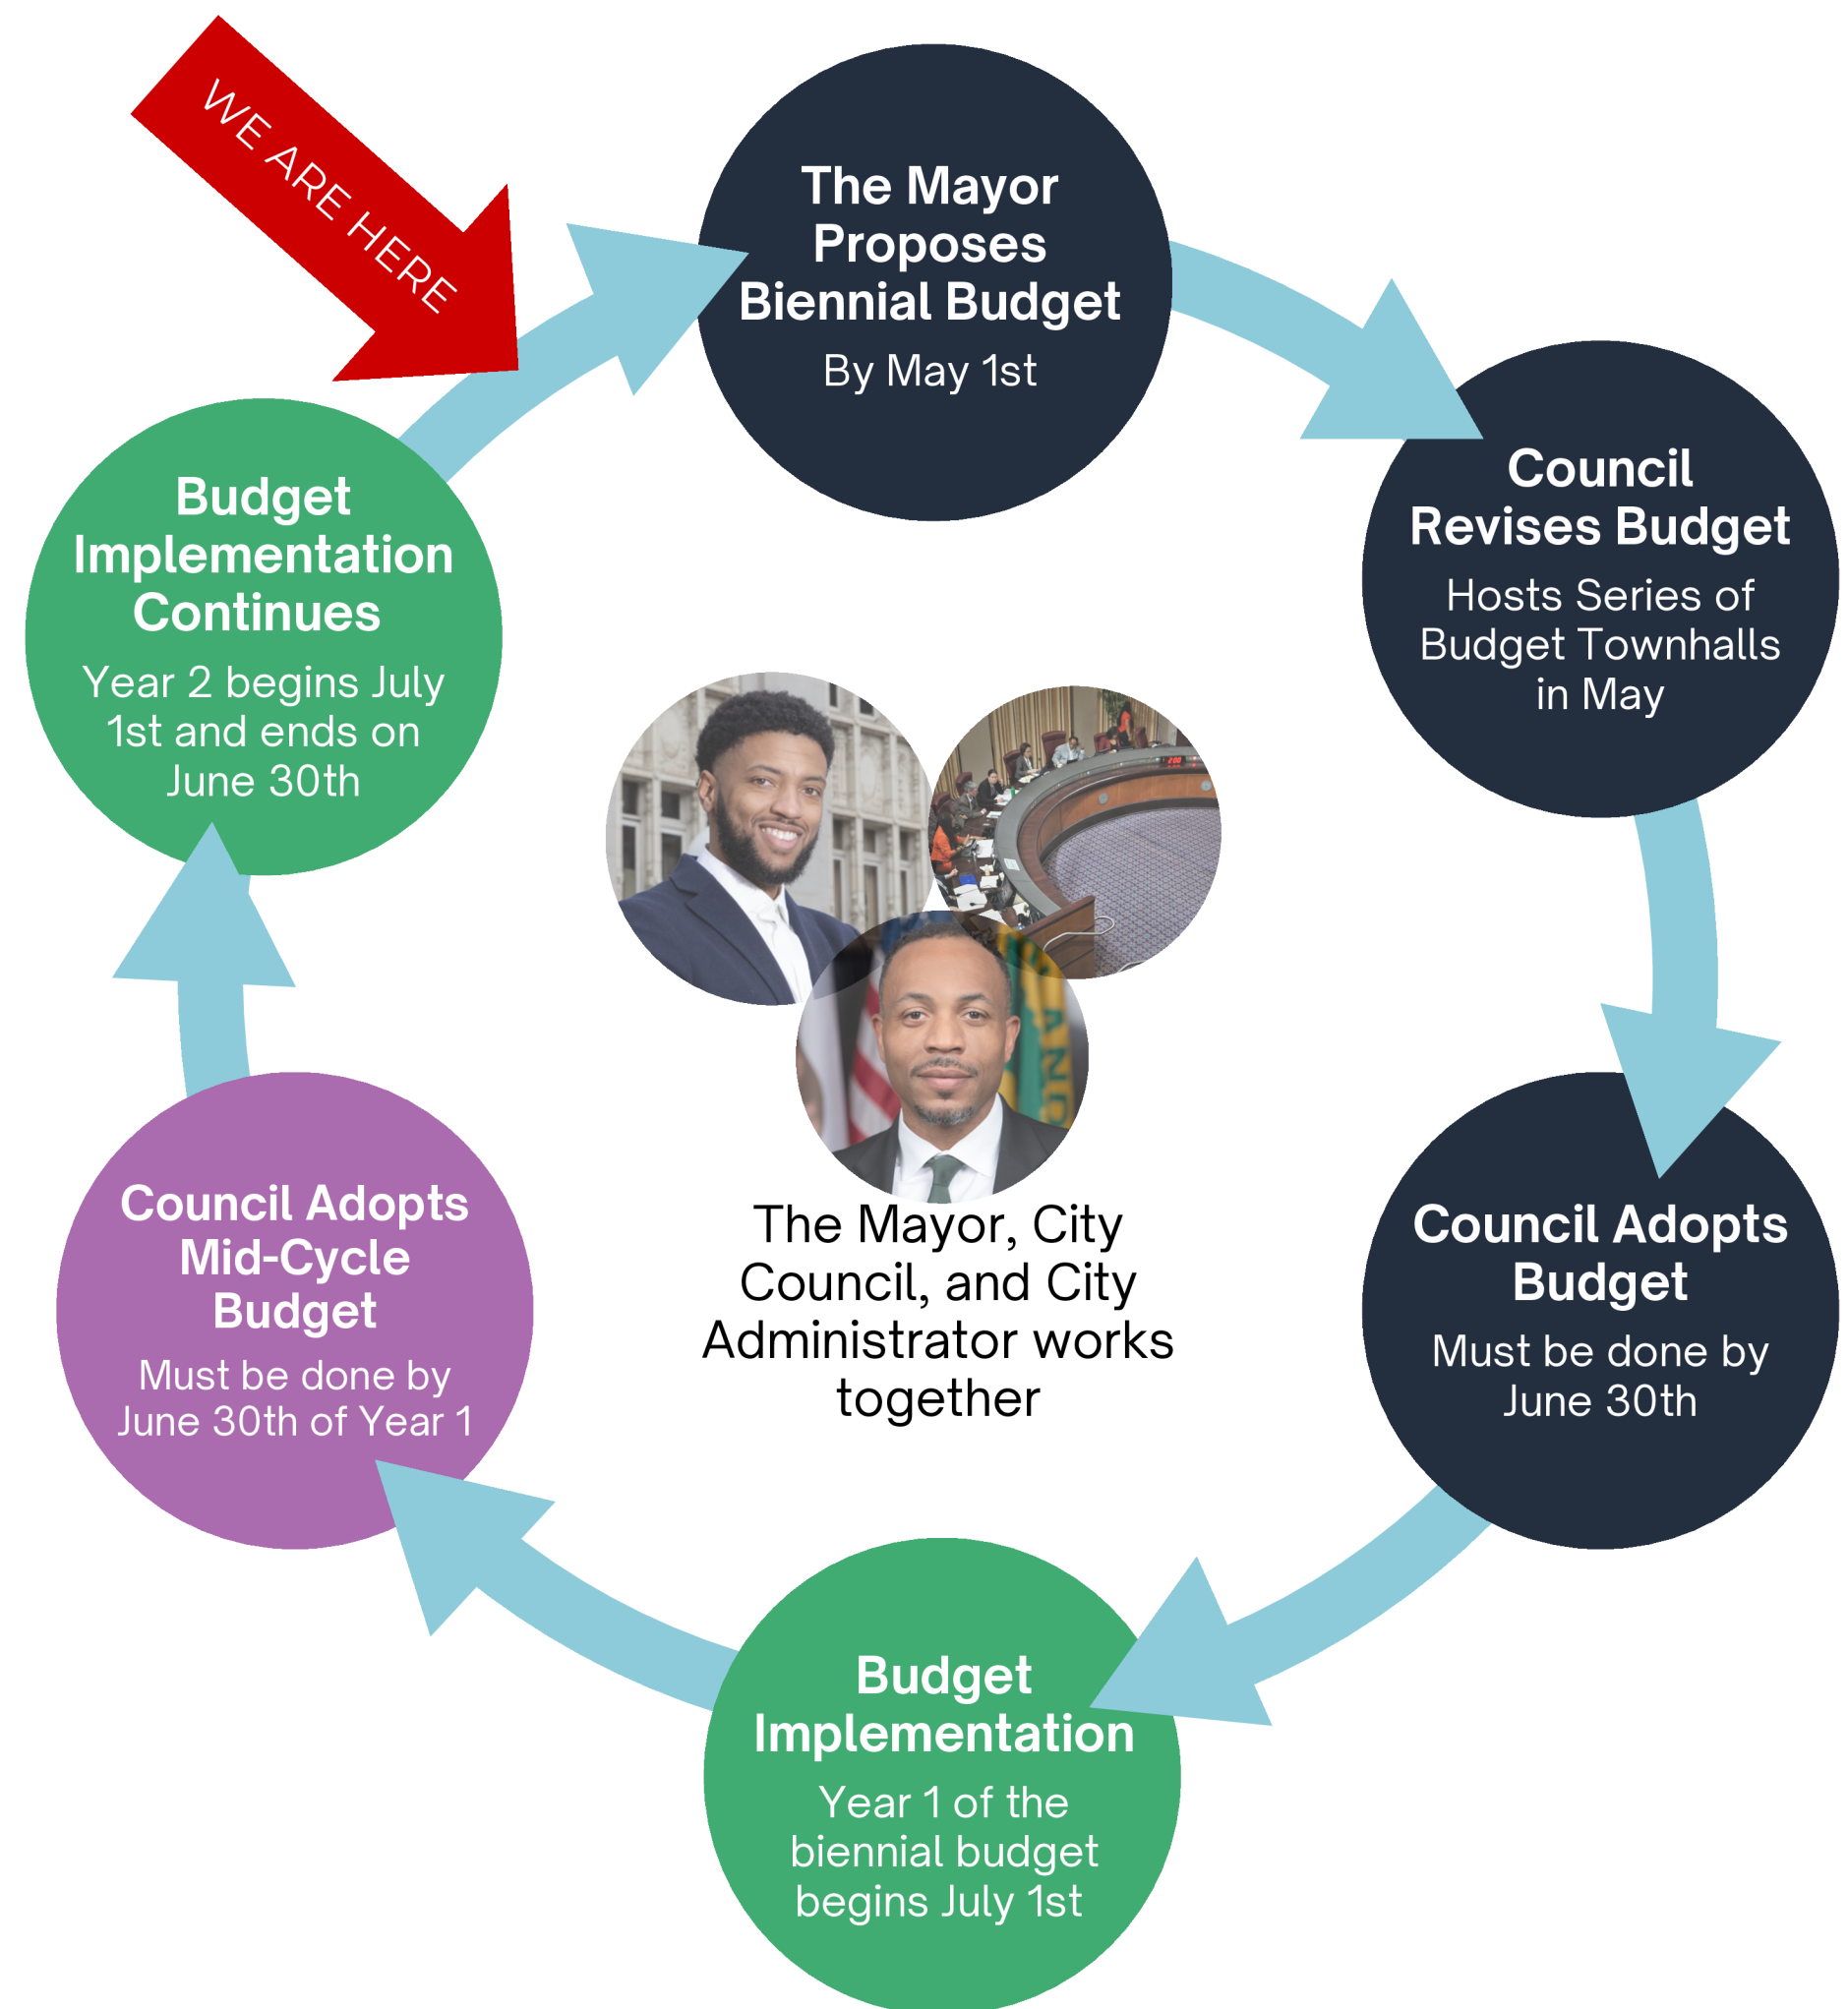 WE ARE HERE
The Mayor
Proposes
Biennial Budget
By May 1st
Council
Revises Budget
Hosts Series of
Budget Townhalls
in May
Council Adopts
Budget
Must be done by
June 30th
Budget
Implementation
Year 1 of the
biennial budget
begins July 1st
Council Adopts
Mid-Cycle
Budget
Must be done by
June 30th of Year 1
Budget
Implementation
Continues
Year 2 begins July
1st and ends on
June 30th
The Mayor, City
Council, and City
Administrator works
together